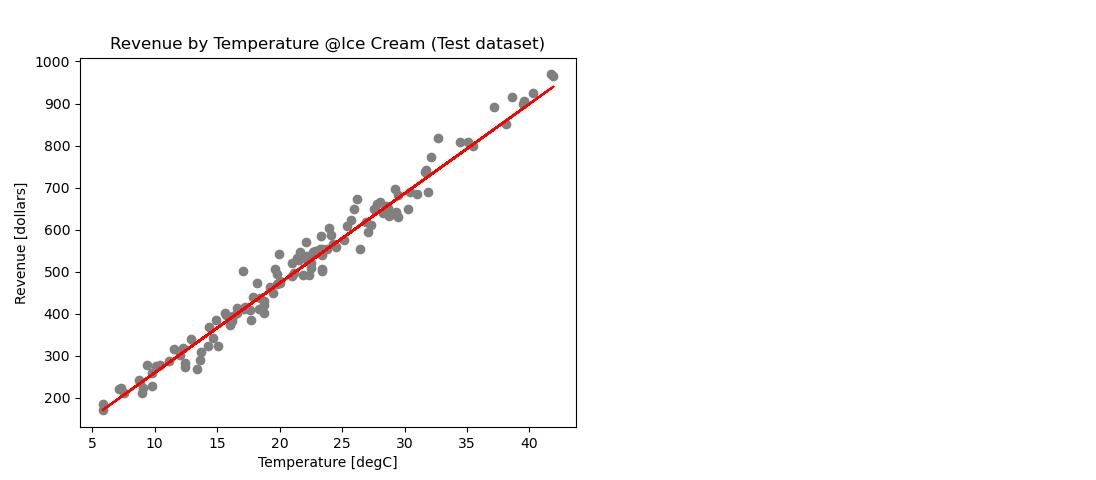 Revenue by Temperature @Ice Cream (Test dataset)
1000
900
800
700
600
500
400
300
200
Revenue [dollars]
5 10 15 20 25 30 35 40
Temperature [degC]